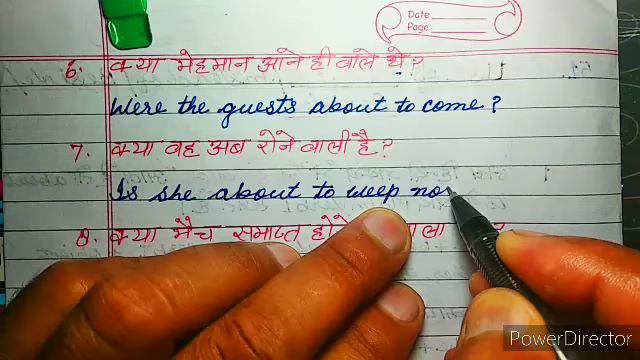 Date
Page
6. क्या मेहमान आने ही वाले थे?
Were the guests about to come?
7. क्या वह अब रोने वाली है?
Is she about to weep no
8. क्या मैच समाप्त होने
PowerDirector